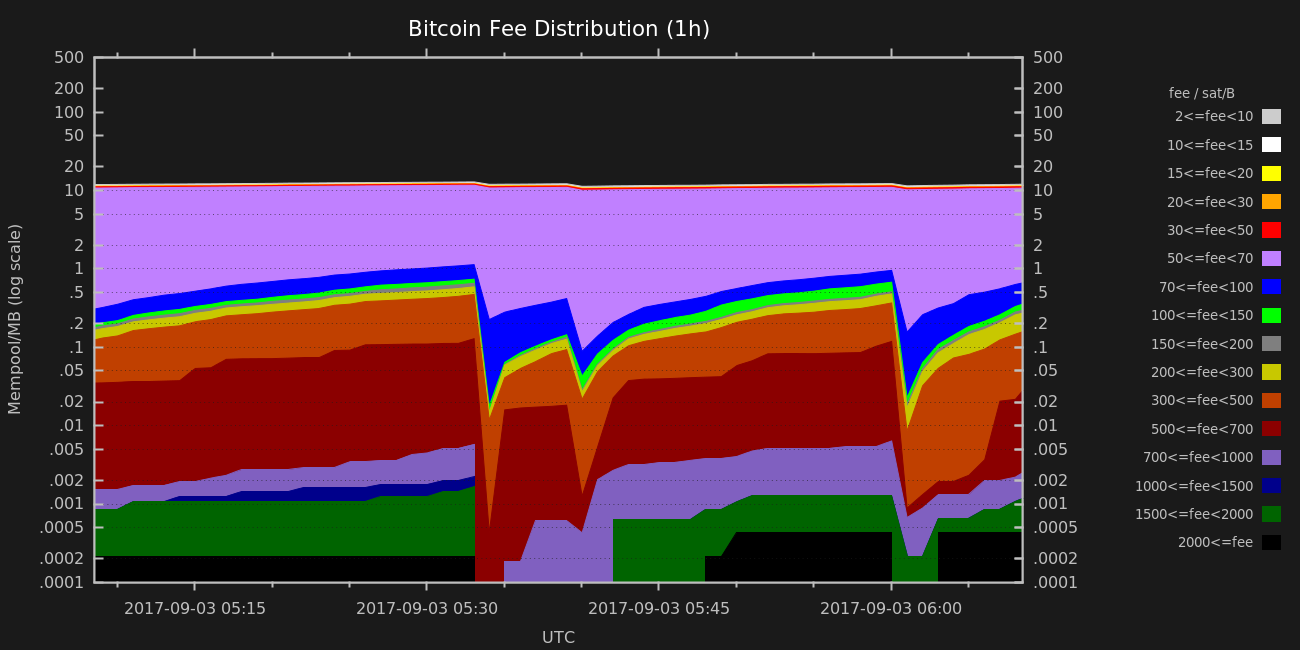 Bitcoin Fee Distribution (1h)
500
200
100
50
20
10
5
2
1
.5
.2
.1
.05
.02
.01
.005
.002
.001
.0005
.0002
.0001
Mempool/MB (log scale)
500
200
100
50
20
10
5
2
1
.5
.2
.1
.05
.02
.01
.005
.002
.001
.0005
.0002
.0001
2017-09-03 05:15
2017-09-03 05:30
2017-09-03 05:45
2017-09-03 06:00
UTC
fee / sat/B
2<=fee<10
10<=fee<15
15<=fee<20
20<=fee<30
30<=fee<50
50<=fee<70
70<=fee<100
100<=fee<150
150<=fee<200
200<=fee<300
300<=fee<500
500<=fee<700
700<=fee<1000
1000<=fee<1500
1500<=fee<2000
2000<=fee